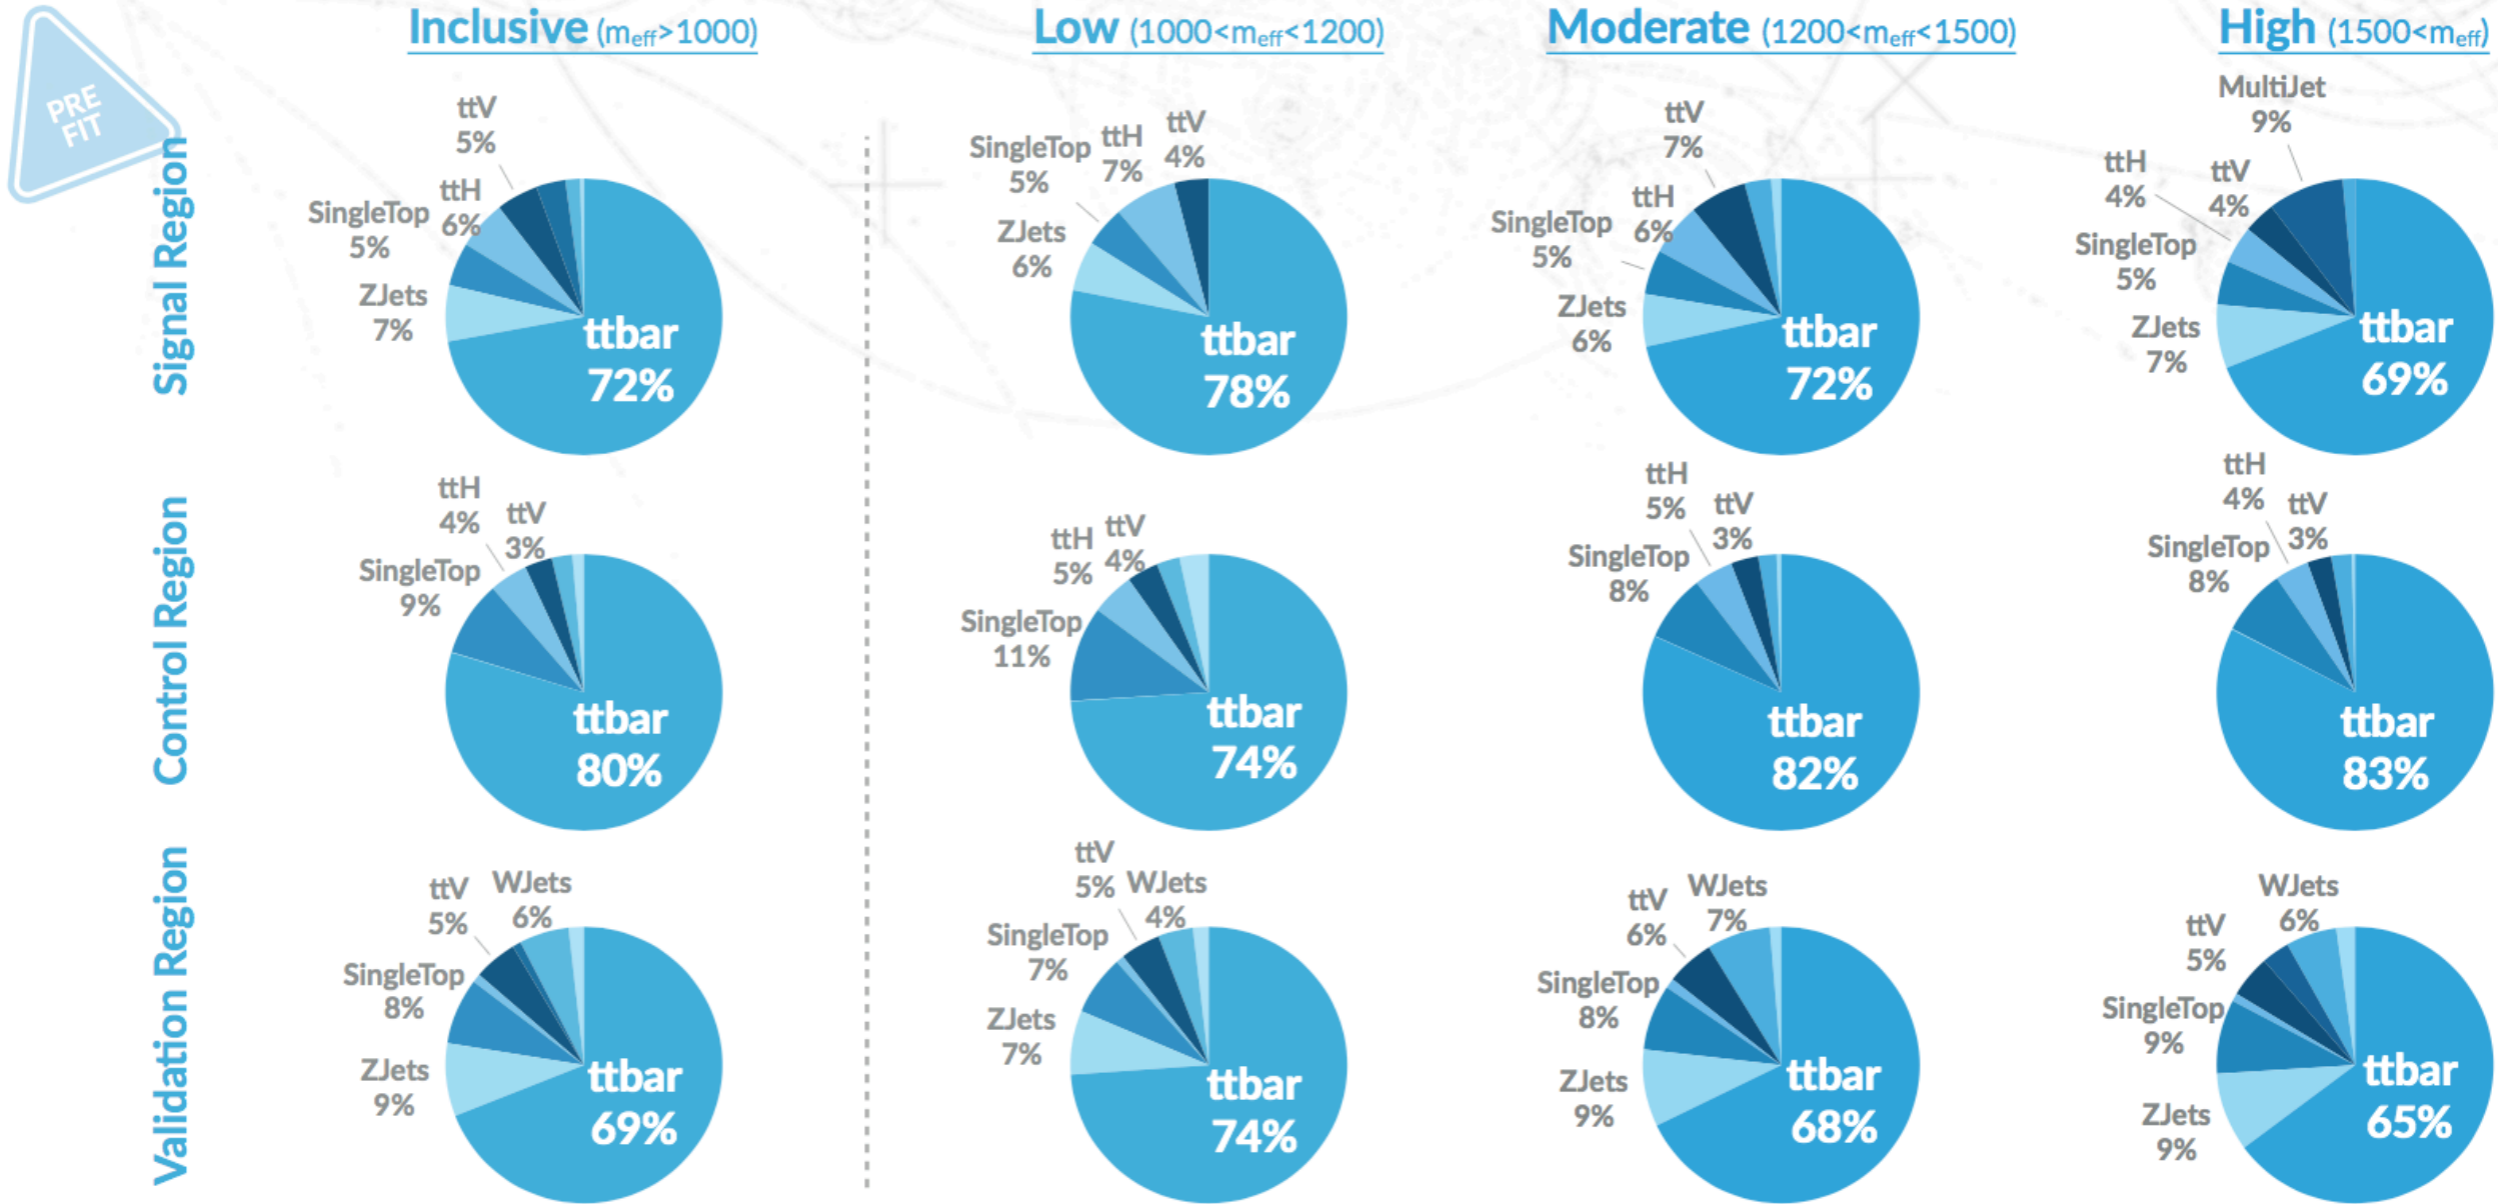 Inclusive (meff>1000)
Low (1000<meff<1200)
Moderate (1200<meff<1500)
High (1500<meff)
PRE
FIT
Signal Region
ttV
5%
ttH
6%
SingleTop
5%
ZJets
7%
ttbar
72%
SingleTop
5%
ttH
7%
ttV
4%
ZJets
6%
ttbar
78%
ttV
7%
ttH
6%
SingleTop
5%
ZJets
6%
ttbar
72%
MultiJet
9%
ttH
4%
ttV
4%
SingleTop
5%
ZJets
7%
ttbar
69%
Control Region
ttH
4%
ttV
3%
SingleTop
9%
ttbar
80%
ttH
5%
ttV
4%
SingleTop
11%
ttbar
74%
ttH
5%
ttV
3%
SingleTop
8%
ttbar
82%
ttH
4%
ttV
3%
SingleTop
8%
ttbar
83%
Validation Region
ttV
5%
WJets
6%
SingleTop
8%
ZJets
9%
ttbar
69%
ttV
5%
WJets
4%
SingleTop
7%
ZJets
7%
ttbar
74%
ttV
6%
WJets
7%
SingleTop
8%
ZJets
9%
ttbar
68%
WJets
6%
ttV
5%
SingleTop
9%
ZJets
9%
ttbar
65%